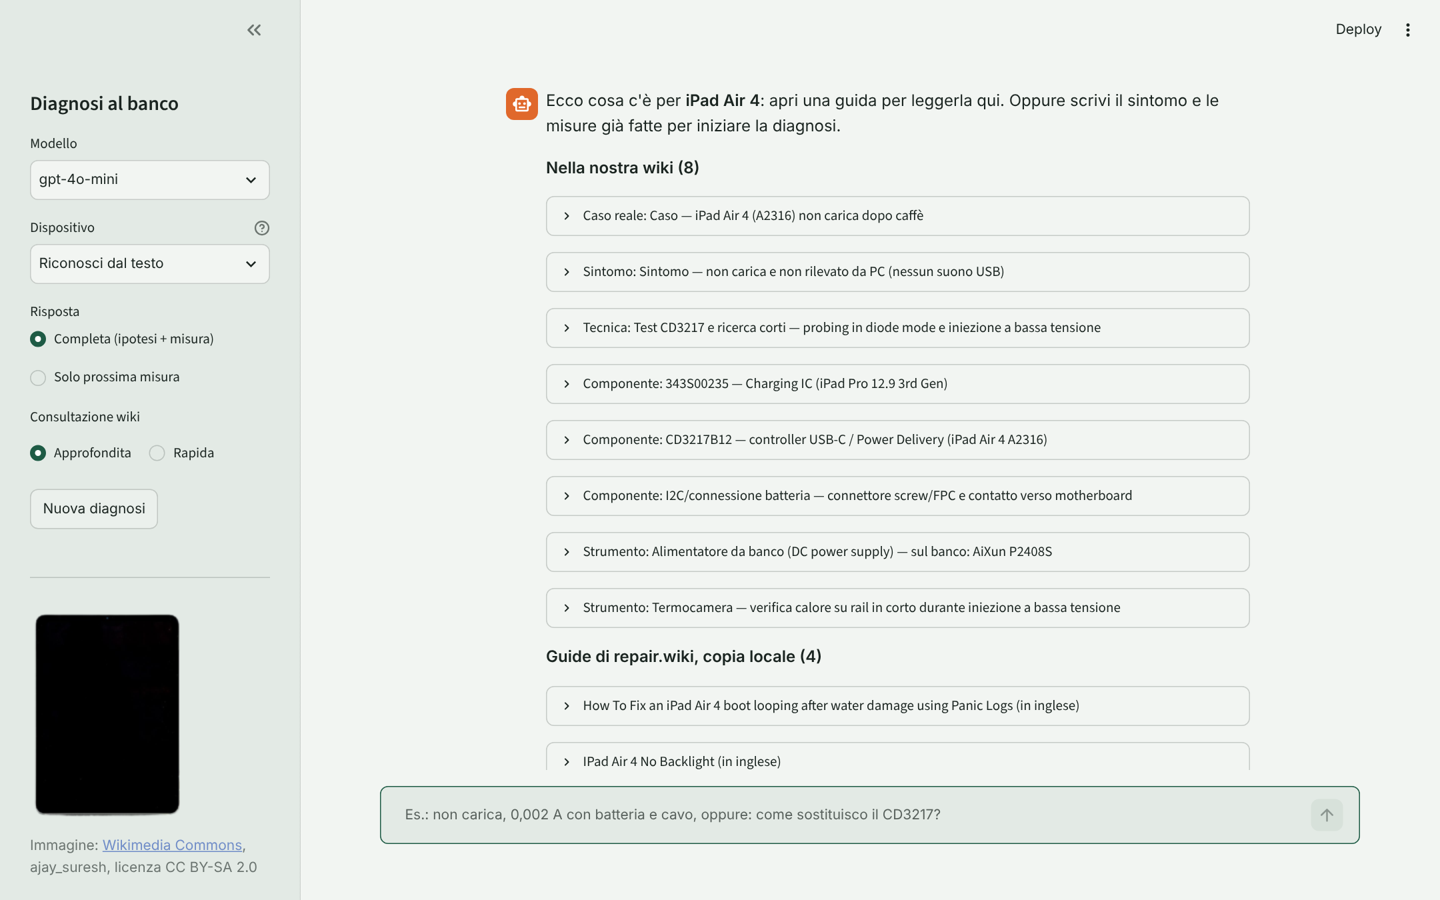 Deploy
Diagnosi al banco
Modello
gpt-4o-mini
Dispositivo
Riconosci dal testo
Risposta
Completa (ipotesi + misura)
Solo prossima misura
Consultazione wiki
Approfondita
Rapida
Nuova diagnosi
Immagine: Wikimedia Commons,
ajay_suresh, licenza CC BY-SA 2.0
Ecco cosa c'è per iPad Air 4: apri una guida per leggerla qui. Oppure scrivi il sintomo e le
misure già fatte per iniziare la diagnosi.
Nella nostra wiki (8)
Caso reale: Caso — iPad Air 4 (A2316) non carica dopo caffè
Sintomo: Sintomo — non carica e non rilevato da PC (nessun suono USB)
Tecnica: Test CD3217 e ricerca corti — probing in diode mode e iniezione a bassa tensione
Componente: 343S00235 — Charging IC (iPad Pro 12.9 3rd Gen)
Componente: CD3217B12 — controller USB-C / Power Delivery (iPad Air 4 A2316)
Componente: I2C/connessione batteria — connettore screw/FPC e contatto verso motherboard
Strumento: Alimentatore da banco (DC power supply) — sul banco: AiXun P2408S
Strumento: Termocamera — verifica calore su rail in corto durante iniezione a bassa tensione
Guide di repair.wiki, copia locale (4)
How To Fix an iPad Air 4 boot looping after water damage using Panic Logs (in inglese)
IPad Air 4 No Backlight (in inglese)
Es.: non carica, 0,002 A con batteria e cavo, oppure: come sostituisco il CD3217?